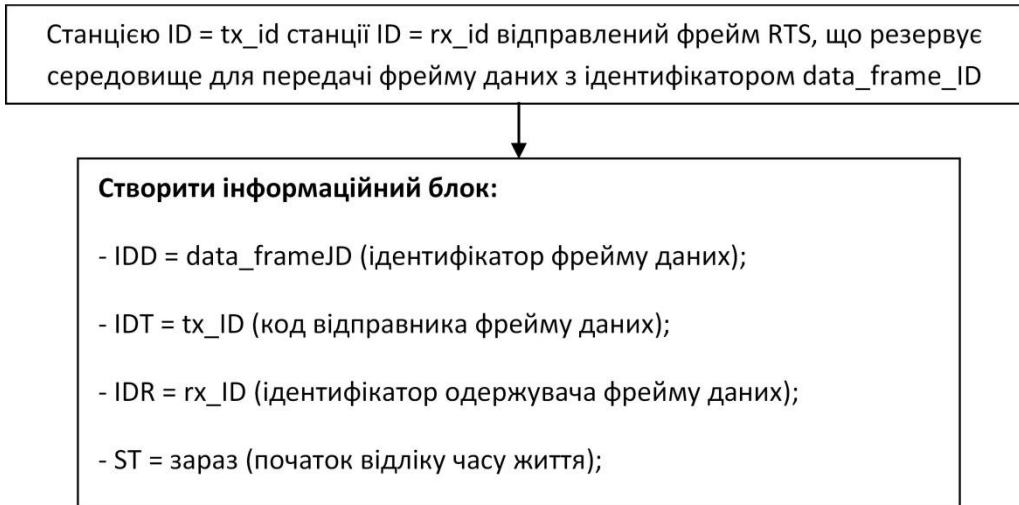 Станцією ID = tx_id станції ID = rx_id відправлений фрейм RTS, що резервує
середовище для передачі фрейму даних з ідентифікатором data_frame_ID
Створити інформаційний блок:
- IDD = data_frameJD (ідентифікатор фрейму даних);
- IDT = tx_ID (код відправника фрейму даних);
- IDR = rx_ID (ідентифікатор одержувача фрейму даних);
- ST = зараз (початок відліку часу життя);